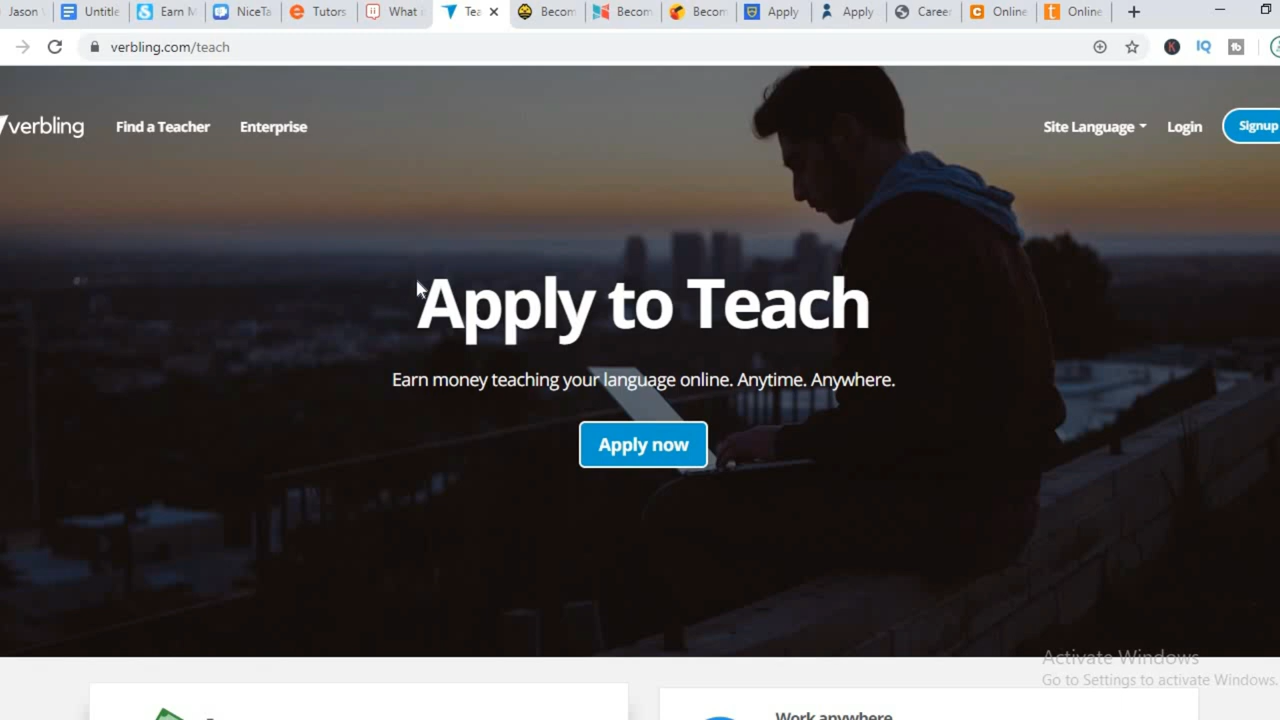 Jason
Untitle
Earn M
NiceTa
Tutors
What i
Tea
Becom
Becom
Becom
Apply
Apply
Career
Online
Online
verbling.com/teach
IQ
verbling
Find a Teacher
Enterprise
Site Language
Login
Signup
Apply to Teach
Earn money teaching your language online. Anytime. Anywhere.
Apply now
Activate Windows
Go to Settings to activate Windows.
Work anywhere